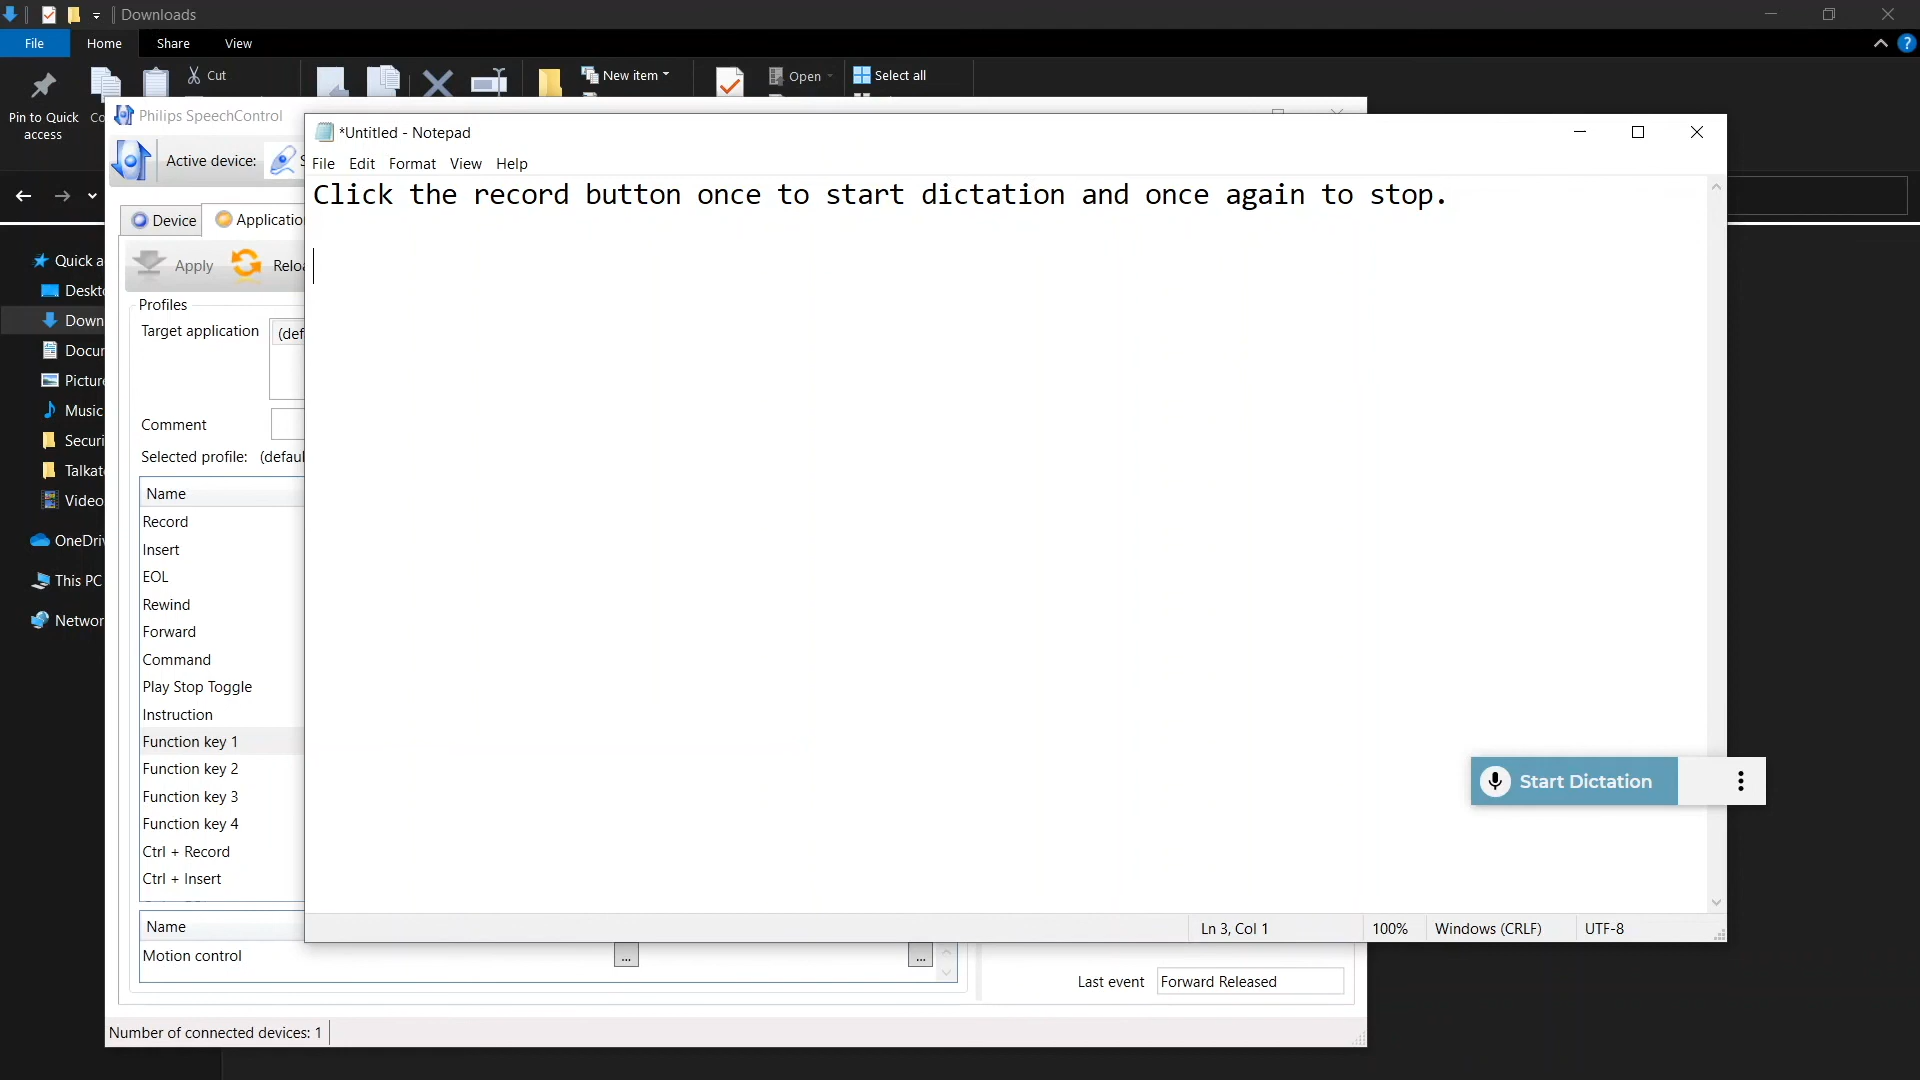 Downloads
File Home Share View
Cut
New item
Open
Select all
Pin to Quick access
Philips SpeechControl
*Untitled - Notepad
Active device:
File Edit Format View Help
Click the record button once to start dictation and once again to stop.
Device
Apply
Profiles
Target application
Comment
Selected profile:
Quick
Name
Record
Insert
EOL
Rewind
Forward
Command
Play Stop Toggle
Instruction
Function key 1
Function key 2
Function key 3
Function key 4
Ctrl + Record
Ctrl + Insert
Music
This PC
Start Dictation
Ln 3, Col 1
100%
Windows (CRLF)
UTF-8
Name
Motion control
...
...
Last event
Forward Released
Number of connected devices: 1